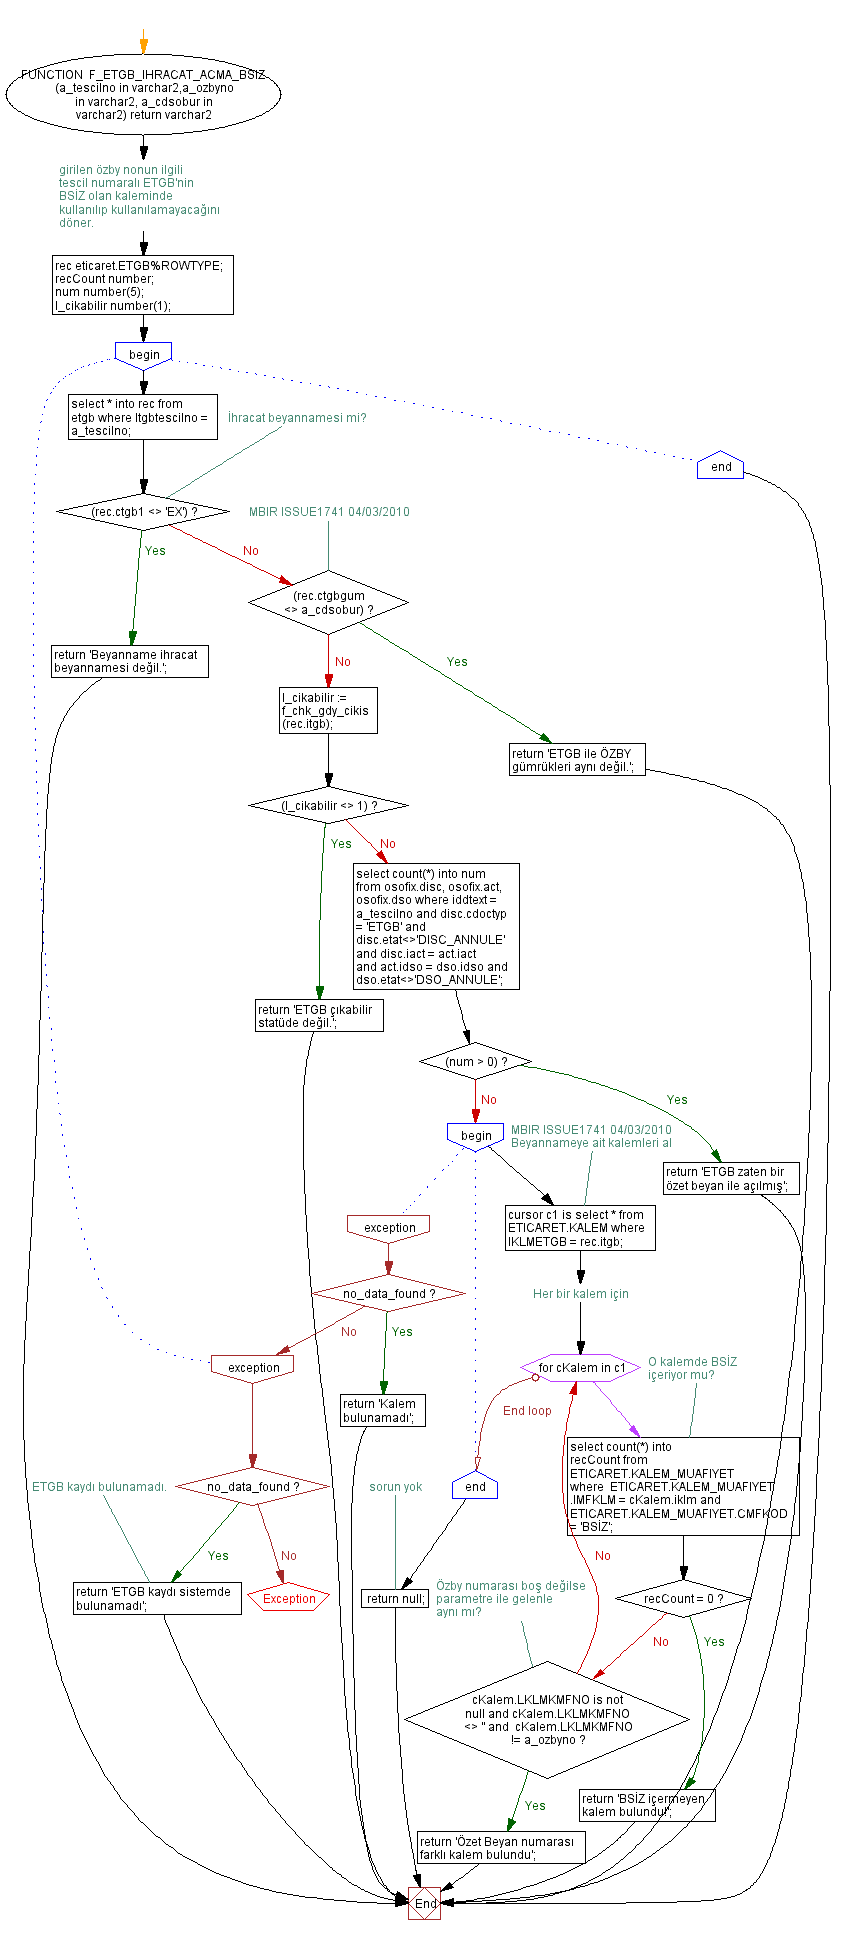 FUNCTION  F_ETGB_IHRACAT_ACMA_BSIZ
(a_tescilno in varchar2,a_ozbyno
in varchar2, a_cdsobur in
varchar2) return varchar2
girilen özby nonun ilgili
tescil numaralı ETGB'nin
BSİZ olan kaleminde
kullanılıp kullanılamayacağını
döner.
rec eticaret.ETGB%ROWTYPE;
recCount number;
num number(5);
l_cikabilir number(1);
begin
select * into rec from
etgb where ltgbtescilno =
a_tescilno;
İhracat beyannamesi mi?
end
(rec.ctgb1 <> 'EX') ?
MBIR ISSUE1741 04/03/2010
Yes
No
(rec.ctgbgum
<> a_cdsobur) ?
return 'Beyanname ihracat
beyannamesi değil.';
No
Yes
l_cikabilir :=
f_chk_gdy_cikis
(rec.itgb);
return 'ETGB ile ÖZBY
gümrükleri aynı değil.';
(l_cikabilir <> 1) ?
Yes
No
select count(*) into num
from osofix.disc, osofix.act,
osofix.dso where iddtext =
a_tescilno and disc.cdoctyp
= 'ETGB' and
disc.etat<>'DISC_ANNULE'
and disc.iact = act.iact
and act.idso = dso.idso and
dso.etat<>'DSO_ANNULE';
return 'ETGB çıkabilir
statüde değil.';
(num > 0) ?
No
Yes
begin
MBIR ISSUE1741 04/03/2010
Beyannameye ait kalemleri al
return 'ETGB zaten bir
özet beyan ile açılmış';
exception
cursor c1 is select * from
ETICARET.KALEM where
IKLMETGB = rec.itgb;
no_data_found ?
Her bir kalem için
No
Yes
exception
for cKalem in c1
O kalemde BSİZ
içeriyor mu?
return 'Kalem
bulunamadı';
End loop
select count(*) into
recCount from
ETICARET.KALEM_MUAFIYET
where  ETICARET.KALEM_MUAFIYET
.IMFKLM = cKalem.iklm and
ETICARET.KALEM_MUAFIYET.CMFKOD
= 'BSİZ';
ETGB kaydı bulunamadı.
no_data_found ?
sorun yok
end
Yes
No
No
return 'ETGB kaydı sistemde
bulunamadı';
Exception
return null;
Özby numarası boş değilse
parametre ile gelenle
aynı mı?
recCount = 0 ?
No
Yes
cKalem.LKLMKMFNO is not
null and cKalem.LKLMKMFNO
<> '' and  cKalem.LKLMKMFNO
!= a_ozbyno ?
Yes
return 'BSİZ içermeyen
kalem bulundu!';
return 'Özet Beyan numarası
farklı kalem bulundu';
End